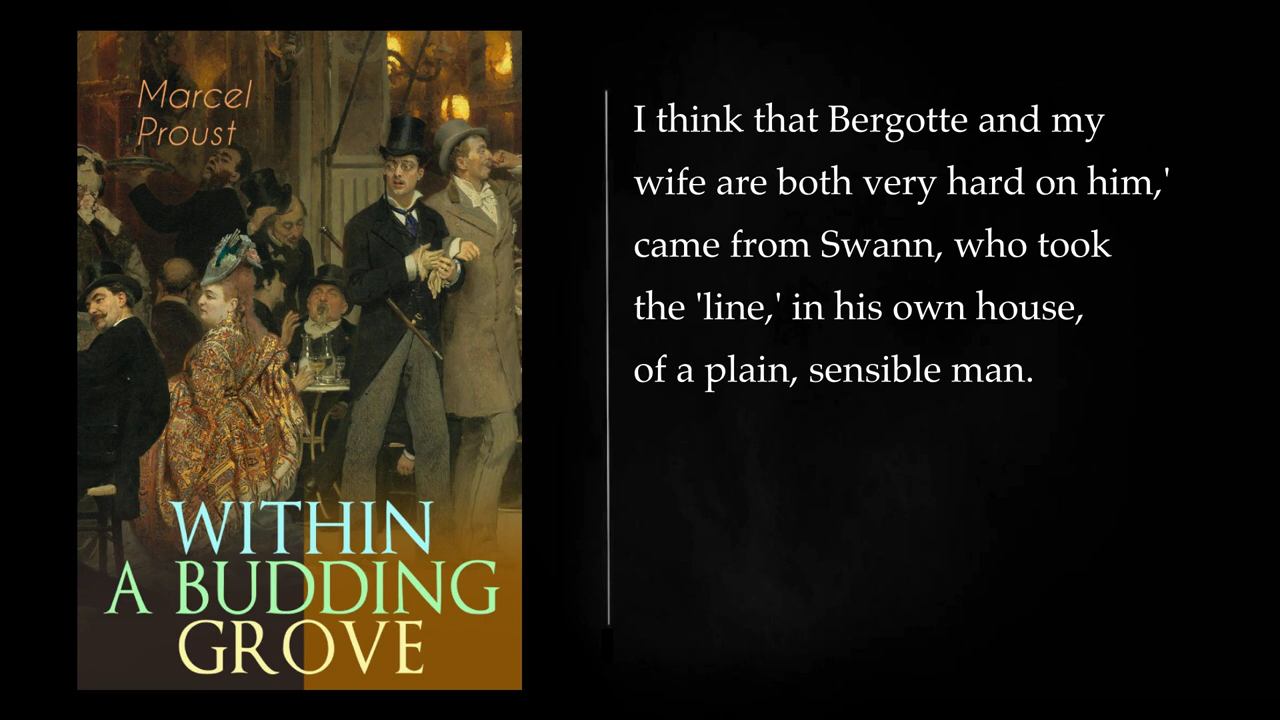 Marcel
Proust
WITHIN
A BUDDING
GROVE
I think that Bergotte and my
wife are both very hard on him,'
came from Swann, who took
the 'line,' in his own house,
of a plain, sensible man.